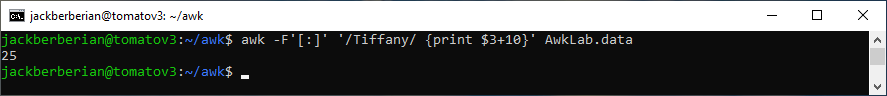 jackberberian@tomatov3: ~/awk
jackberberian@tomatov3:~/awk$ awk -F'[:]' '/Tiffany/ {print $3+10}' AwkLab.data
25
jackberberian@tomatov3:~/awk$